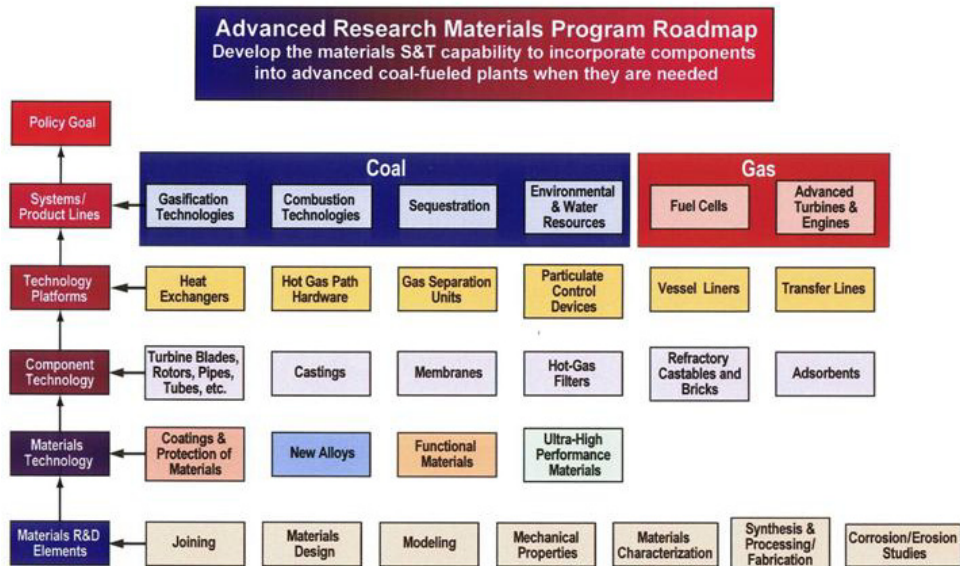 Advanced Research Materials Program Roadmap
Develop the materials S&T capability to incorporate components
into advanced coal-fueled plants when they are needed
Policy Goal
Coal
Gas
Systems/
Product Lines
Gasification
Technologies
Combustion
Technologies
Sequestration
Environmental
& Water
Resources
Fuel Cells
Advanced
Turbines &
Engines
Technology
Platforms
Heat
Exchangers
Hot Gas Path
Hardware
Gas Separation
Units
Particulate
Control
Devices
Vessel Liners
Transfer Lines
Component
Technology
Turbine Blades,
Rotors, Pipes,
Tubes, etc.
Castings
Membranes
Hot-Gas
Filters
Refractory
Castables and
Bricks
Adsorbents
Materials
Technology
Coatings &
Protection of
Materials
New Alloys
Functional
Materials
Ultra-High
Performance
Materials
Materials R&D
Elements
Joining
Materials
Design
Modeling
Mechanical
Properties
Materials
Characterization
Synthesis &
Processing/
Fabrication
Corrosion/Erosion
Studies